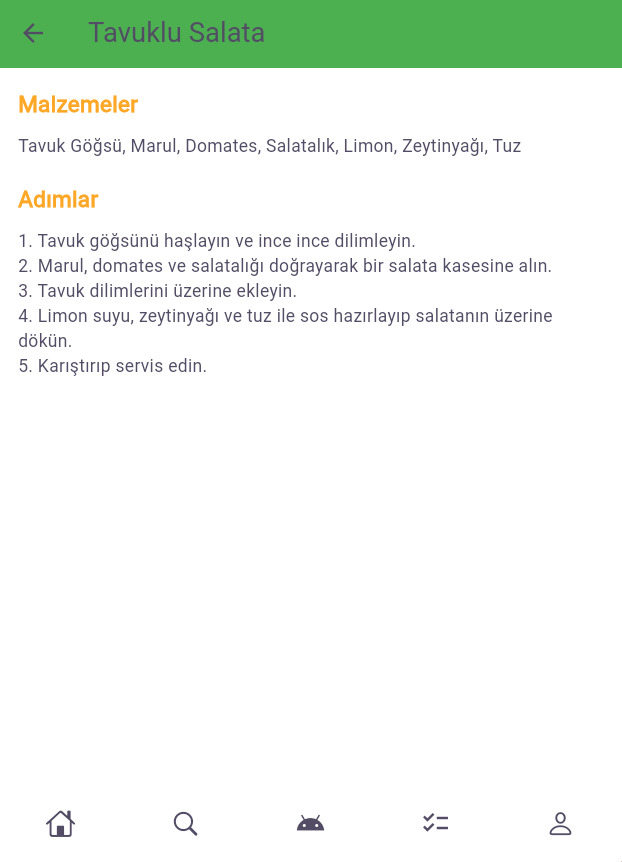 Tavuklu Salata
Malzemeler
Tavuk Göğsü, Marul, Domates, Salatalık, Limon, Zeytinyağı, Tuz
Adımlar
1. Tavuk göğsünü haşlayın ve ince ince dilimleyin.
2. Marul, domates ve salatalığı doğrayarak bir salata kasesine alın.
3. Tavuk dilimlerini üzerine ekleyin.
4. Limon suyu, zeytinyağı ve tuz ile sos hazırlayıp salatanın üzerine
dökün.
5. Karıştırıp servis edin.